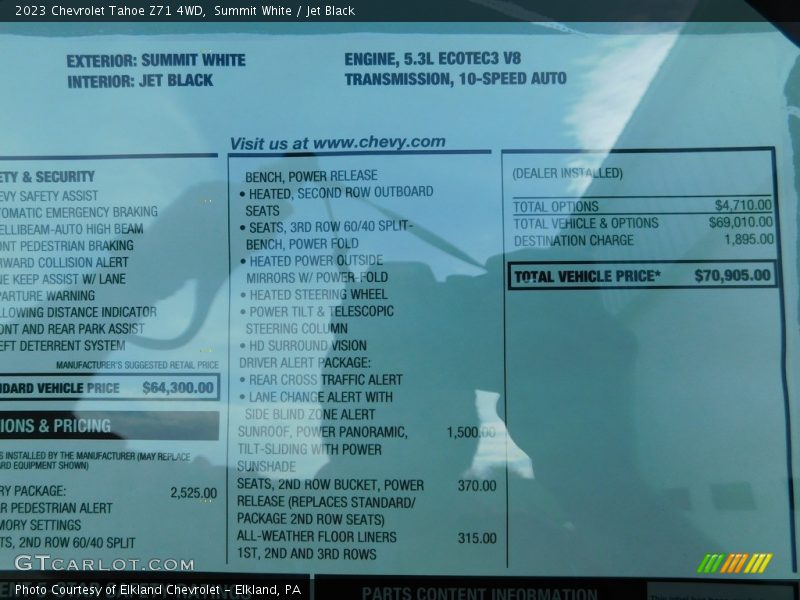 2023 Chevrolet Tahoe Z71 4WD, Summit White / Jet Black
EXTERIOR: SUMMIT WHITE
INTERIOR: JET BLACK
ENGINE, 5.3L ECOTEC3 V8
TRANSMISSION, 10-SPEED AUTO
Visit us at www.chevy.com
ETY & SECURITY
EVY SAFETY ASSIST
TOMATIC EMERGENCY BRAKING
ELLIBEAM-AUTO HIGH BEAM
ONT PEDESTRIAN BRAKING
RWARD COLLISION ALERT
NE KEEP ASSIST W/ LANE
PARTURE WARNING
LLOWING DISTANCE INDICATOR
ONT AND REAR PARK ASSIST
EFT DETERRENT SYSTEM
MANUFACTURER'S SUGGESTED RETAIL PRICE
NDARD VEHICLE PRICE $64,300.00
IONS & PRICING
S INSTALLED BY THE MANUFACTURER (MAY REPLACE
RD EQUIPMENT SHOWN)
RY PACKAGE: 2,525.00
R PEDESTRIAN ALERT
MORY SETTINGS
TS, 2ND ROW 60/40 SPLIT
BENCH, POWER RELEASE
• HEATED, SECOND ROW OUTBOARD
SEATS
• SEATS, 3RD ROW 60/40 SPLIT-
BENCH, POWER FOLD
• HEATED POWER OUTSIDE
MIRRORS W/ POWER-FOLD
• HEATED STEERING WHEEL
• POWER TILT & TELESCOPIC
STEERING COLUMN
• HD SURROUND VISION
DRIVER ALERT PACKAGE:
• REAR CROSS TRAFFIC ALERT
• LANE CHANGE ALERT WITH
SIDE BLIND ZONE ALERT
SUNROOF, POWER PANORAMIC, 1,500.00
TILT-SLIDING WITH POWER
SUNSHADE
SEATS, 2ND ROW BUCKET, POWER 370.00
RELEASE (REPLACES STANDARD/
PACKAGE 2ND ROW SEATS)
ALL-WEATHER FLOOR LINERS 315.00
1ST, 2ND AND 3RD ROWS
(DEALER INSTALLED)
TOTAL OPTIONS $4,710.00
TOTAL VEHICLE & OPTIONS $69,010.00
DESTINATION CHARGE 1,895.00
TOTAL VEHICLE PRICE* $70,905.00
GTCARLOT.COM
PARTS CONTENT INFORMATION
Photo Courtesy of Elkland Chevrolet – Elkland, PA